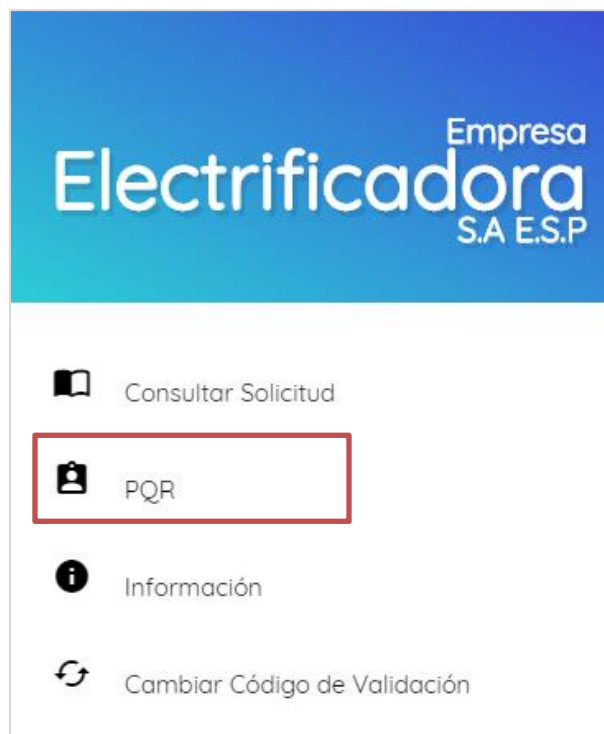 Empresa
Electrificadora
S.A E.S.P
Consultar Solicitud
PQR
Información
Cambiar Código de Validación